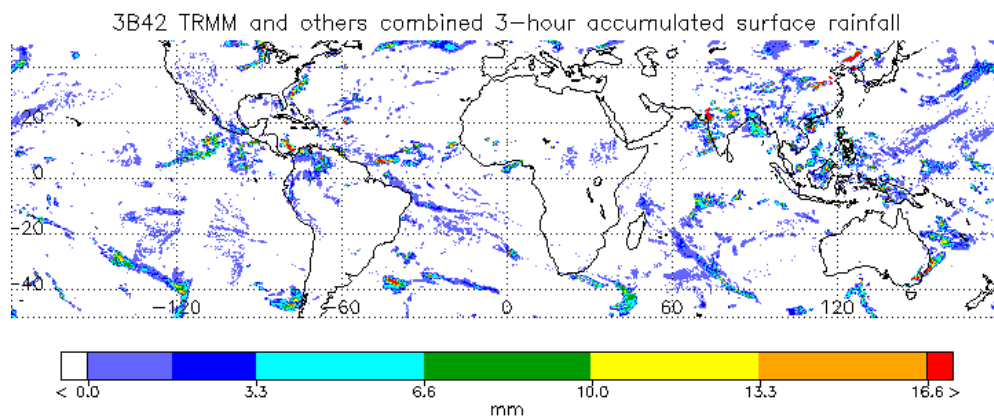 3B42 TRMM and others combined 3-hour accumulated surface rainfall
20
0
-20
-40
-120 -60 0 60 120
< 0.0 3.3 6.6 10.0 13.3 16.6 >
mm